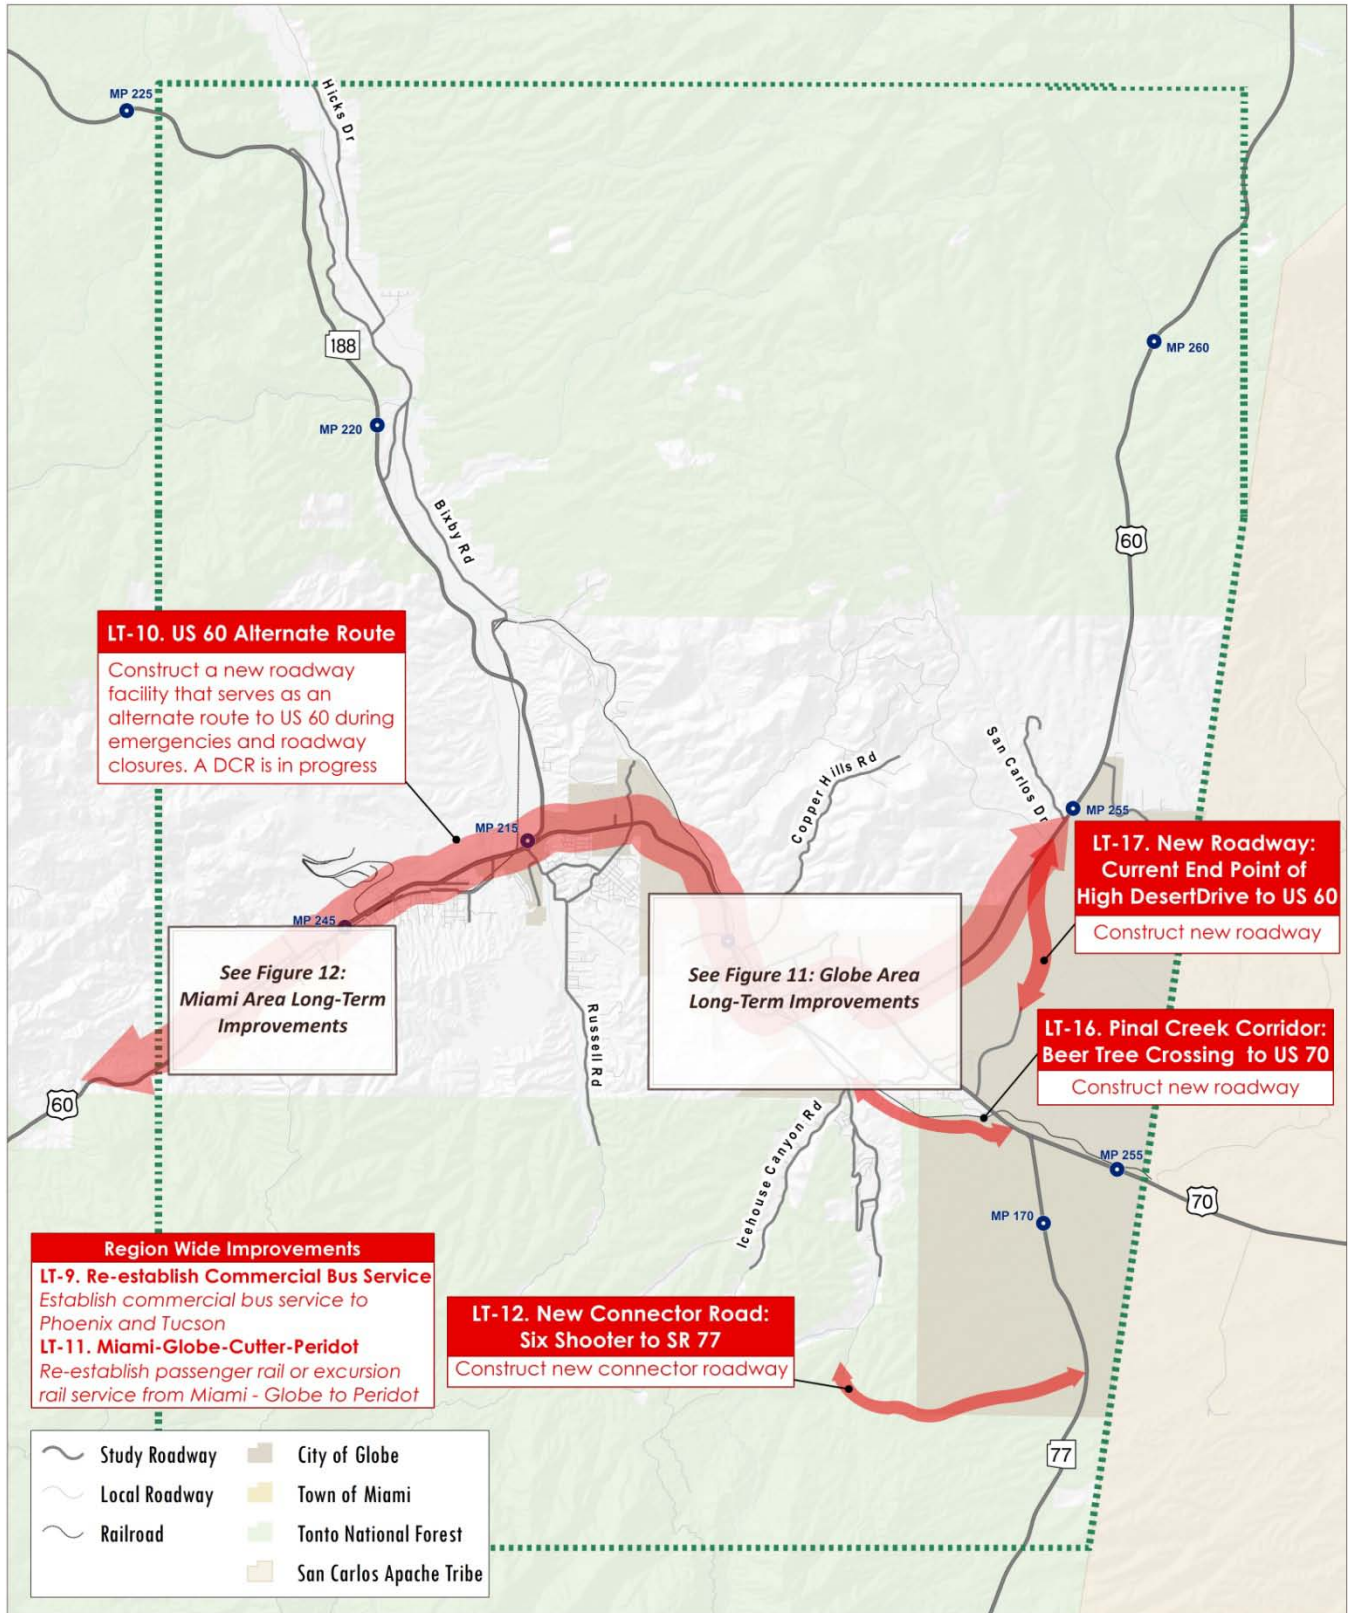 MP 225
Hicks Dr
188
MP 220
MP 260
60
Bixby Rd
LT-10. US 60 Alternate Route
Construct a new roadway
facility that serves as an
alternate route to US 60 during
emergencies and roadway
closures. A DCR is in progress
San Carlos Dr
Copper Hills Rd
MP 255
MP 215
LT-17. New Roadway:
Current End Point of
High DesertDrive to US 60
Construct new roadway
MP 245
See Figure 12:
Miami Area Long-Term
Improvements
See Figure 11: Globe Area
Long-Term Improvements
Russell Rd
LT-16. Pinal Creek Corridor:
Beer Tree Crossing to US 70
Construct new roadway
60
Icehouse Canyon Rd
MP 255
70
MP 170
Region Wide Improvements
LT-9. Re-establish Commercial Bus Service
Establish commercial bus service to
Phoenix and Tucson
LT-11. Miami-Globe-Cutter-Peridot
Re-establish passenger rail or excursion
rail service from Miami - Globe to Peridot
LT-12. New Connector Road:
Six Shooter to SR 77
Construct new connector roadway
77
Study Roadway
Local Roadway
Railroad
City of Globe
Town of Miami
Tonto National Forest
San Carlos Apache Tribe